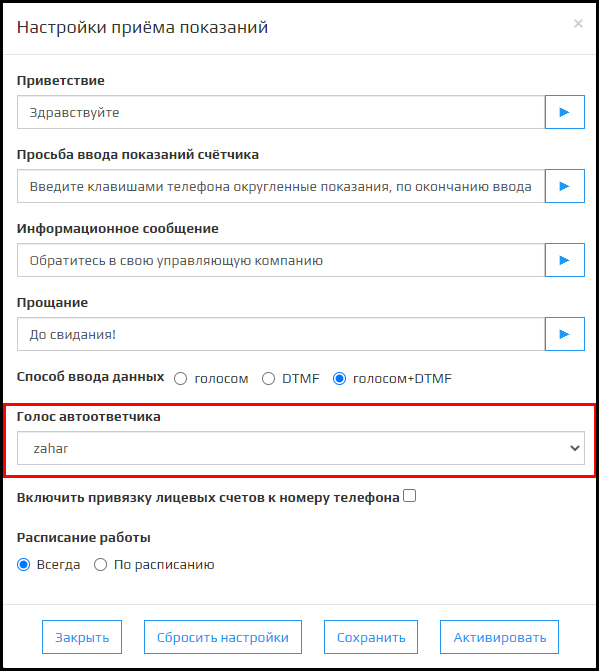 Настройки приёма показаний
×
Приветствие
Здравствуйте
Просьба ввода показаний счётчика
Введите клавишами телефона округленные показания, по окончанию ввода
Информационное сообщение
Обратитесь в свою управляющую компанию
Прощание
До свидания!
Способ ввода данных голосом DTMF голосом+DTMF
Голос автоответчика
zahar
Включить привязку лицевых счетов к номеру телефона
Расписание работы
Всегда По расписанию
Закрыть Сбросить настройки Сохранить Активировать